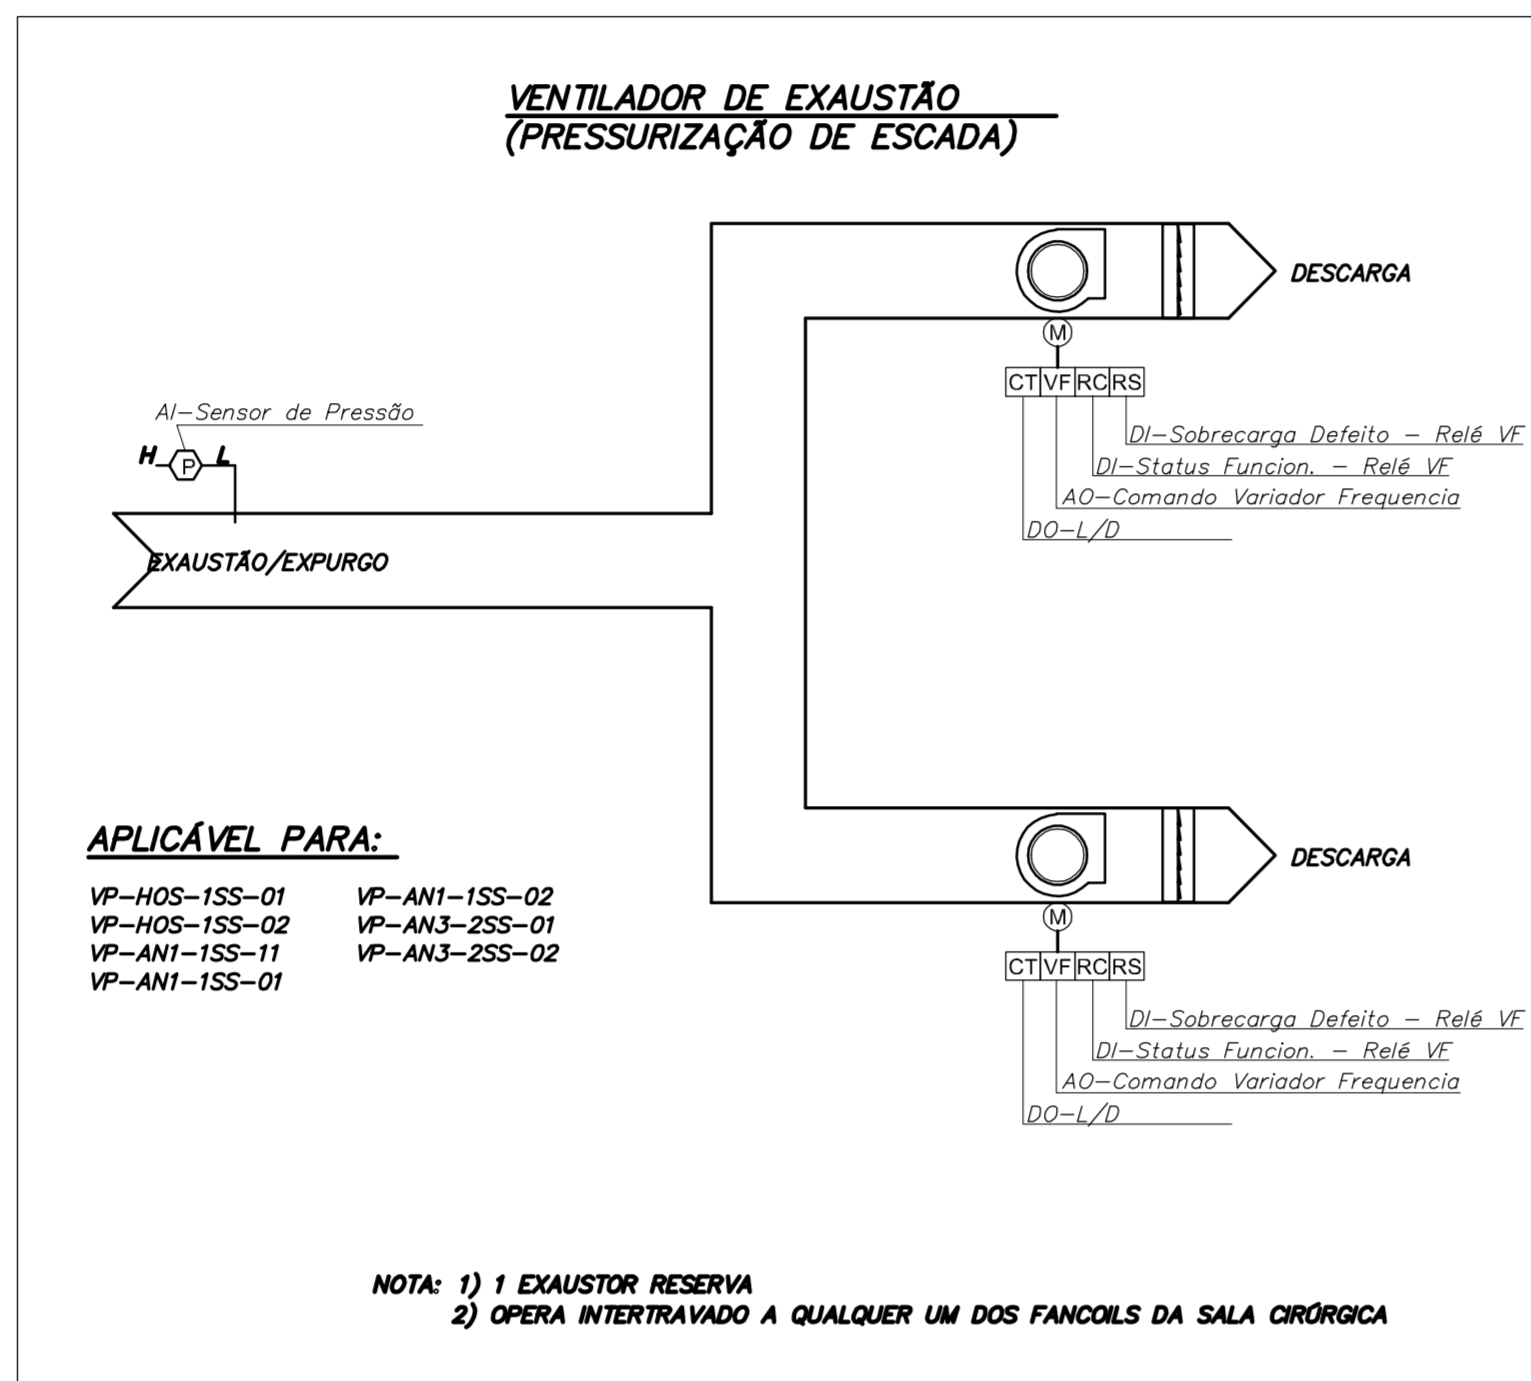 VENTILADOR DE EXAUSTÃO
(PRESSURIZAÇÃO DE ESCADA)
DESCARGA
M
CT VF RC RS
DI-Sobrecarga Defeito - Relé VF
DI-Status Funcion. - Relé VF
AO-Comando Variador Frequencia
DO-L/D
AI-Sensor de Pressão
H P L
EXAUSTÃO/EXPURGO
DESCARGA
M
CT VF RC RS
DI-Sobrecarga Defeito - Relé VF
DI-Status Funcion. - Relé VF
AO-Comando Variador Frequencia
DO-L/D
APLICÁVEL PARA:
VP-HOS-1SS-01 VP-AN1-1SS-02
VP-HOS-1SS-02 VP-AN3-2SS-01
VP-AN1-1SS-11 VP-AN3-2SS-02
VP-AN1-1SS-01
NOTA: 1) 1 EXAUSTOR RESERVA
2) OPERA INTERTRAVADO A QUALQUER UM DOS FANCOILS DA SALA CIRÚRGICA